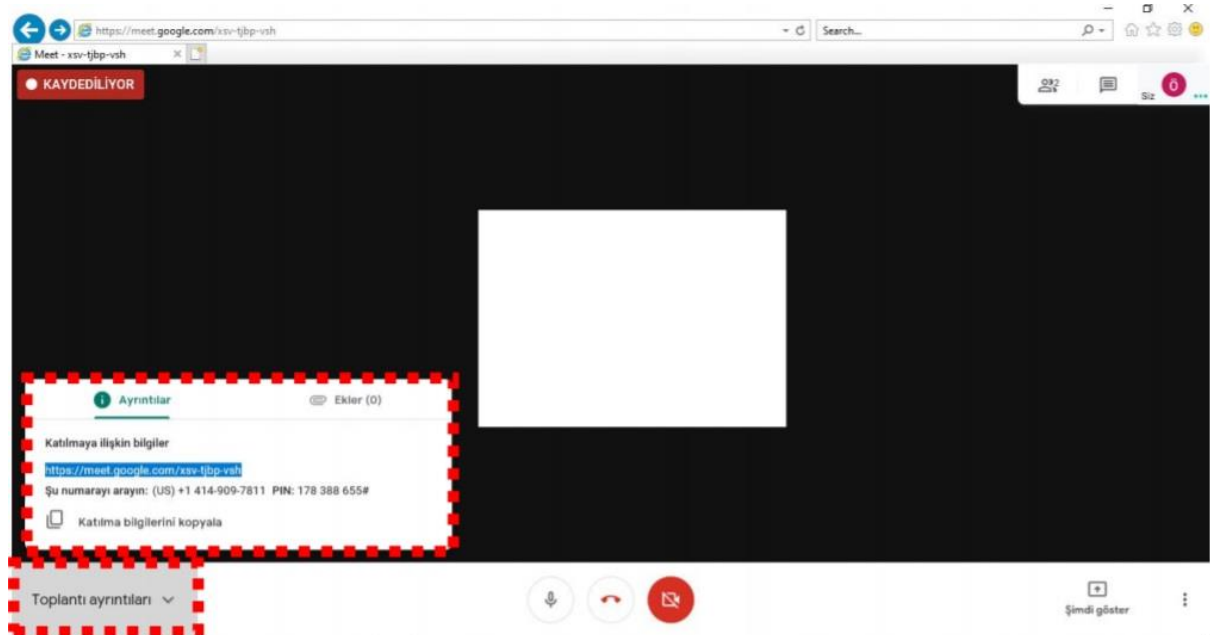 https://meet.google.com/xsv-tjbp-vsh
Search...
Meet - xsv-tjbp-vsh
KAYDEDİLİYOR
2
Siz
Ö
Ayrıntılar
Ekler (0)
Katılmaya ilişkin bilgiler
https://meet.google.com/xsv-tjbp-vsh
Şu numarayı arayın: (US) +1 414-909-7811 PIN: 178 388 655#
Katılma bilgilerini kopyala
Toplantı ayrıntıları
Şimdi göster